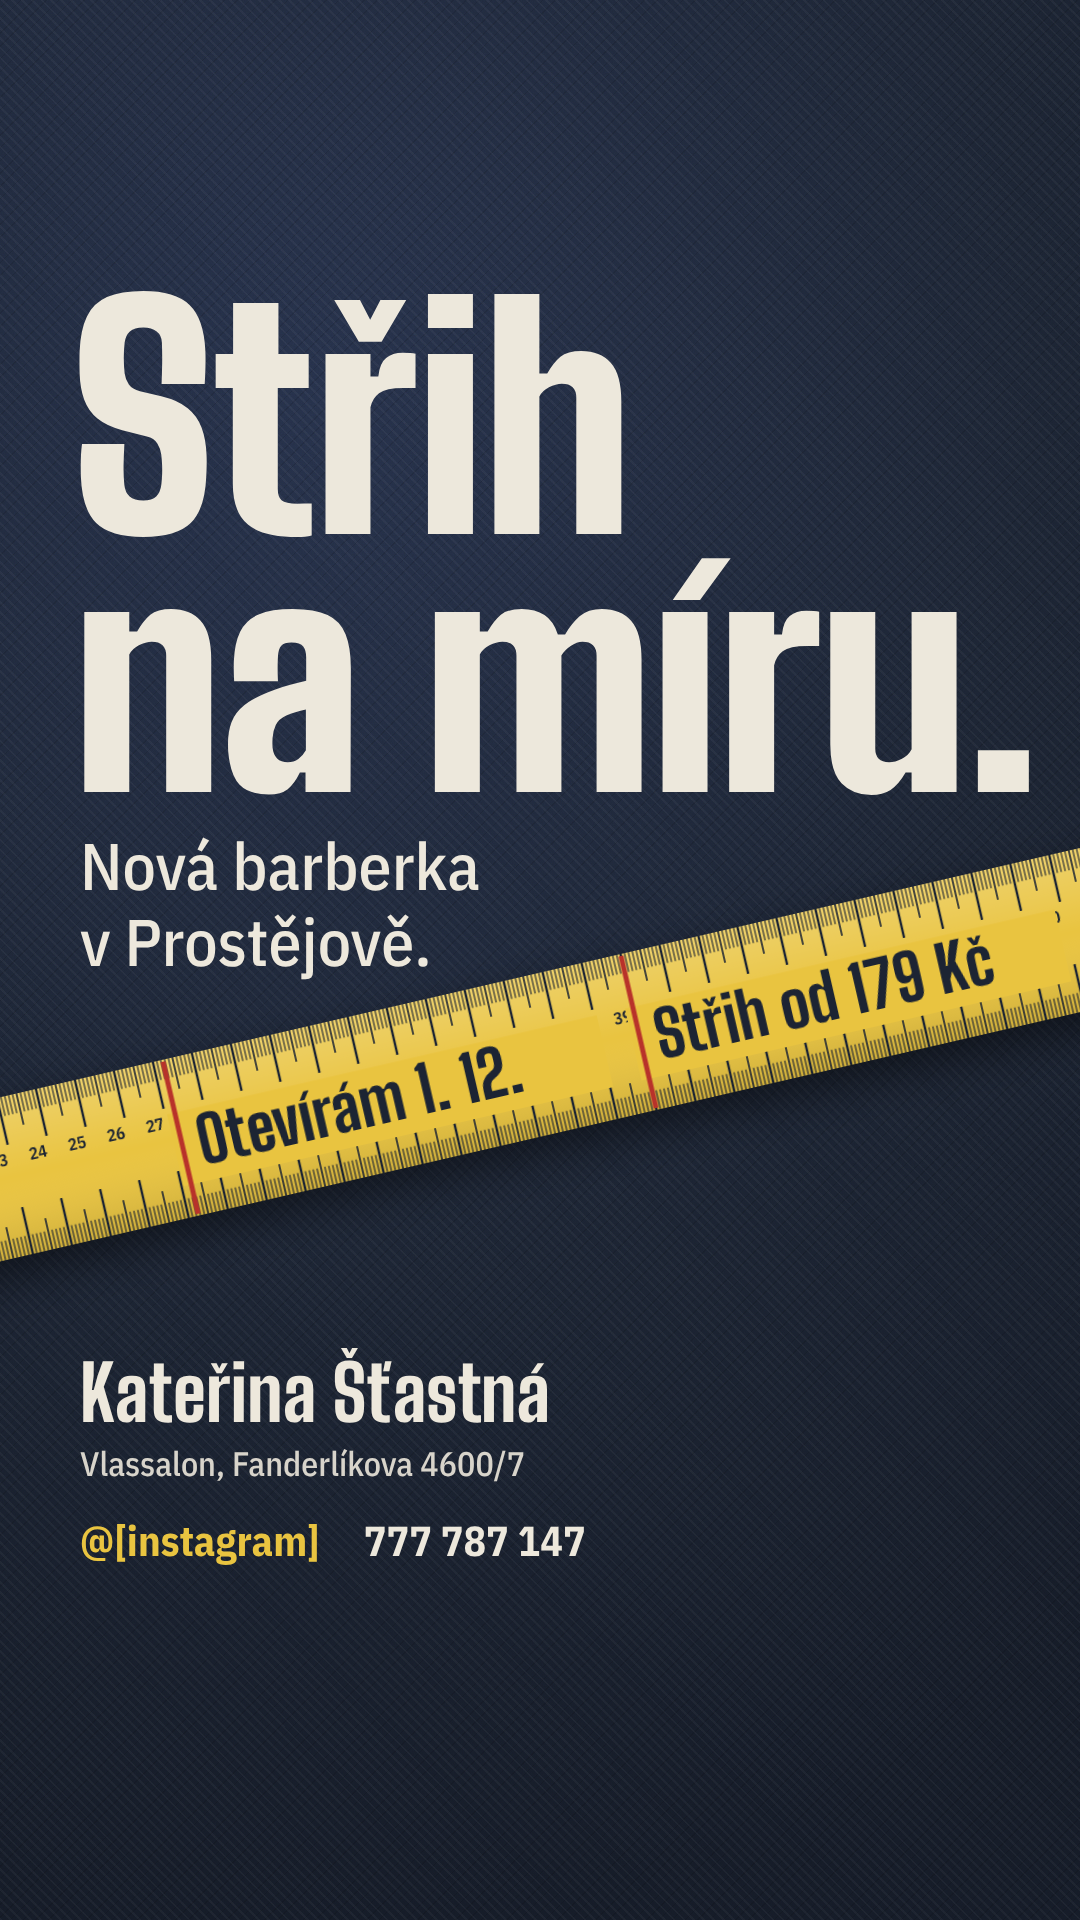 Střih
na míru.
Nová barberka
v Prostějově.
Střih od 179 Kč
Otevírám 1. 12.
24 25 26 27
Kateřina Šťastná
Vlassalon, Fanderlíkova 4600/7
@[instagram] 777 787 147